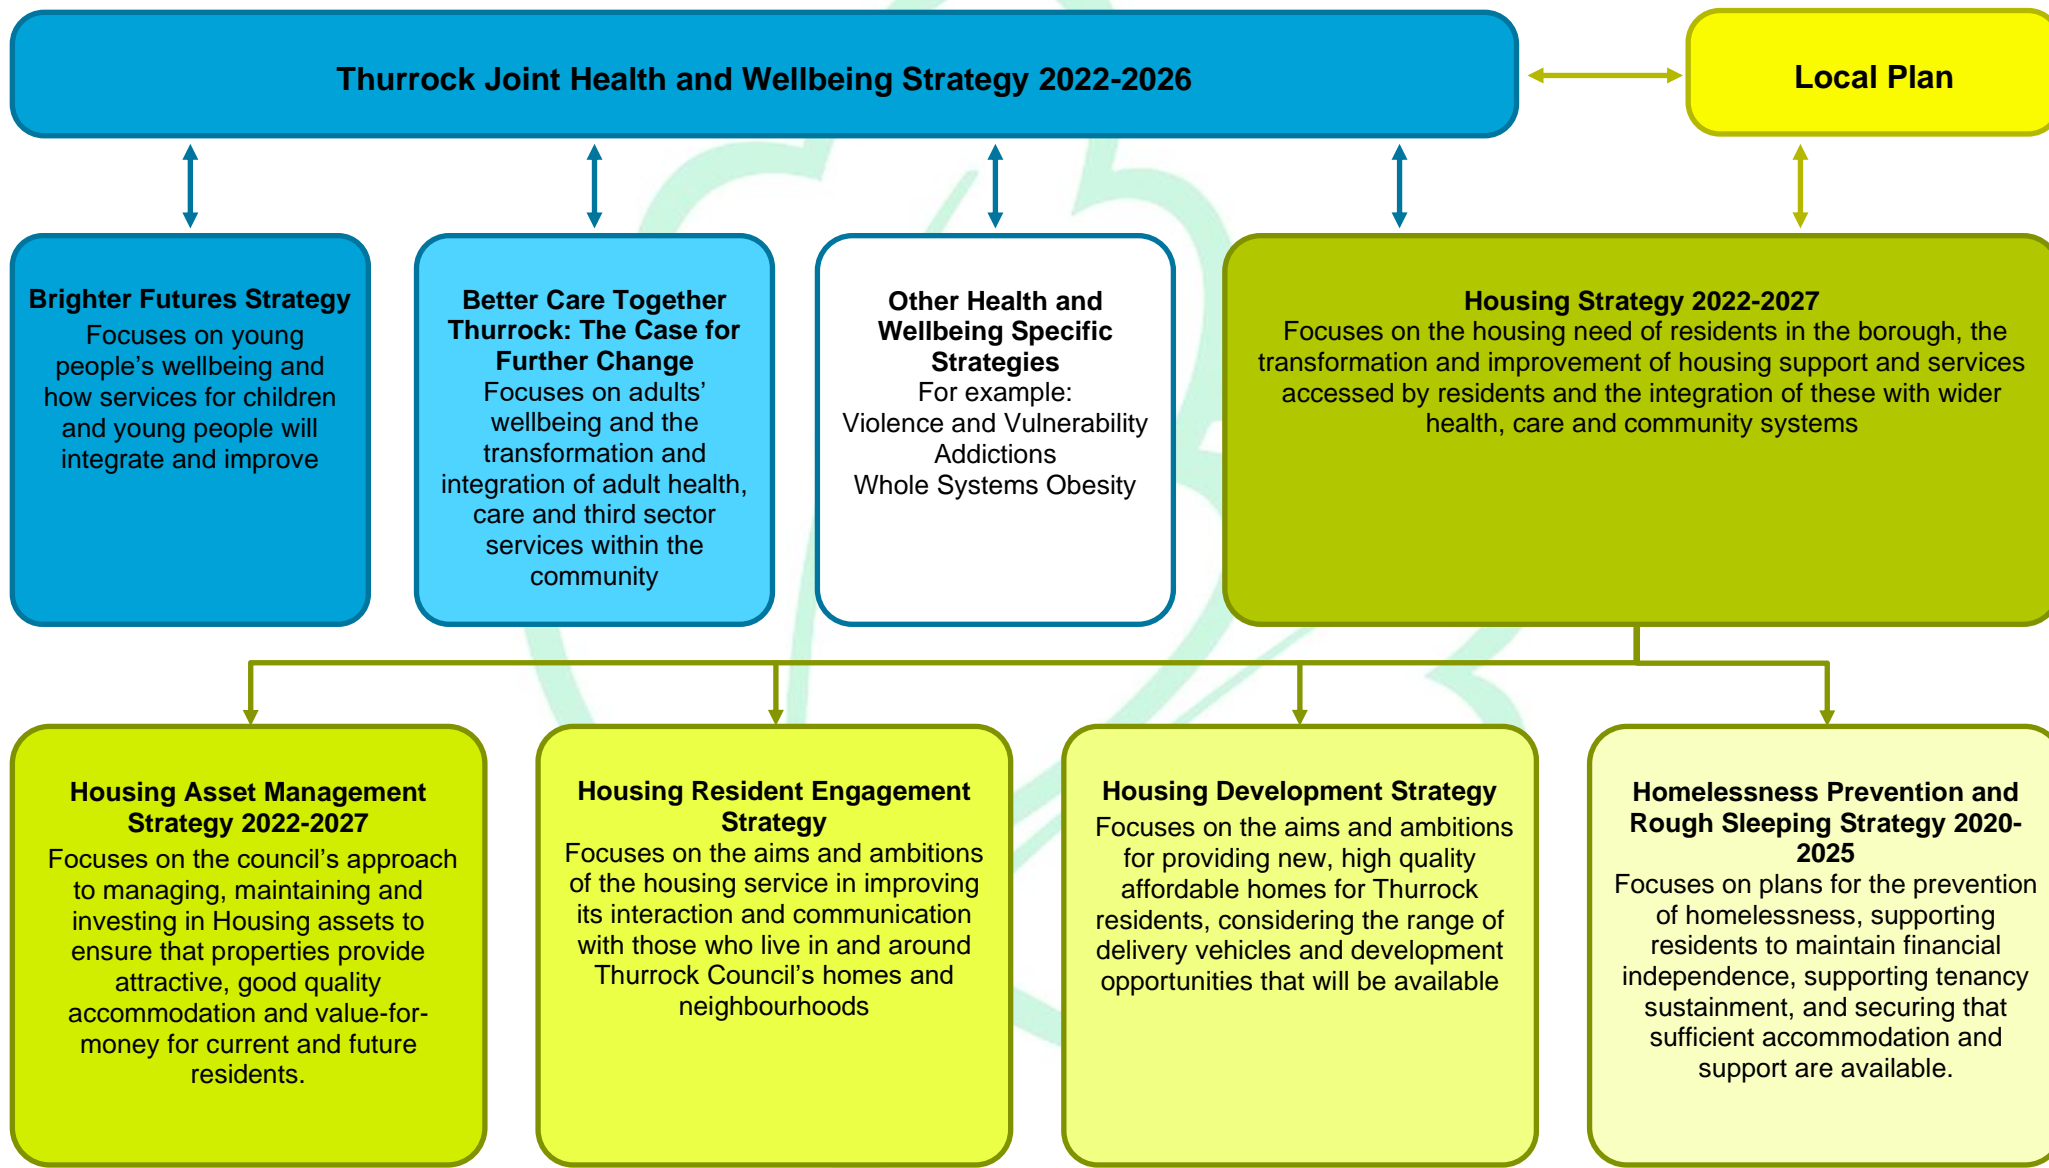 Thurrock Joint Health and Wellbeing Strategy 2022-2026
Local Plan
Brighter Futures Strategy
Focuses on young
people’s wellbeing and
how services for children
and young people will
integrate and improve
Better Care Together
Thurrock: The Case for
Further Change
Focuses on adults’
wellbeing and the
transformation and
integration of adult health,
care and third sector
services within the
community
Other Health and
Wellbeing Specific
Strategies
For example:
Violence and Vulnerability
Addictions
Whole Systems Obesity
Housing Strategy 2022-2027
Focuses on the housing need of residents in the borough, the
transformation and improvement of housing support and services
accessed by residents and the integration of these with wider
health, care and community systems
Housing Asset Management
Strategy 2022-2027
Focuses on the council’s approach
to managing, maintaining and
investing in Housing assets to
ensure that properties provide
attractive, good quality
accommodation and value-for-
money for current and future
residents.
Housing Resident Engagement
Strategy
Focuses on the aims and ambitions
of the housing service in improving
its interaction and communication
with those who live in and around
Thurrock Council’s homes and
neighbourhoods
Housing Development Strategy
Focuses on the aims and ambitions
for providing new, high quality
affordable homes for Thurrock
residents, considering the range of
delivery vehicles and development
opportunities that will be available
Homelessness Prevention and
Rough Sleeping Strategy 2020-
2025
Focuses on plans for the prevention
of homelessness, supporting
residents to maintain financial
independence, supporting tenancy
sustainment, and securing that
sufficient accommodation and
support are available.